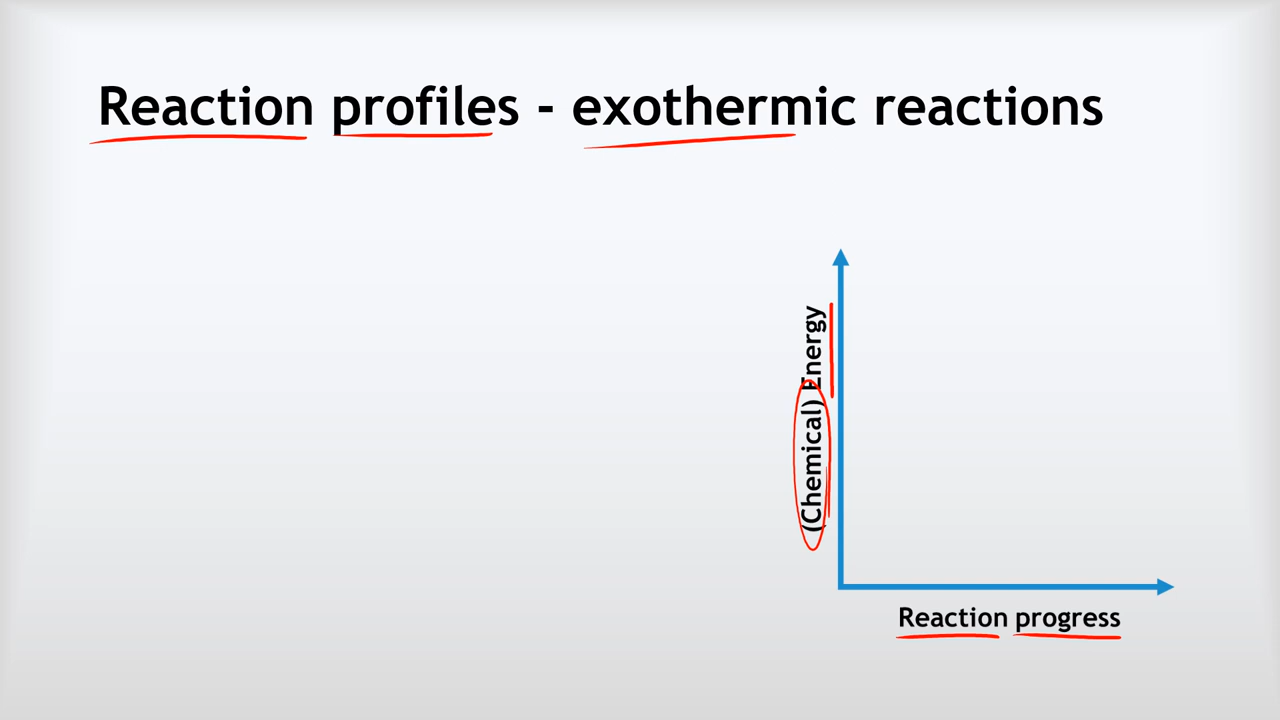 Reaction profiles - exothermic reactions
(Chemical) Energy
Reaction progress